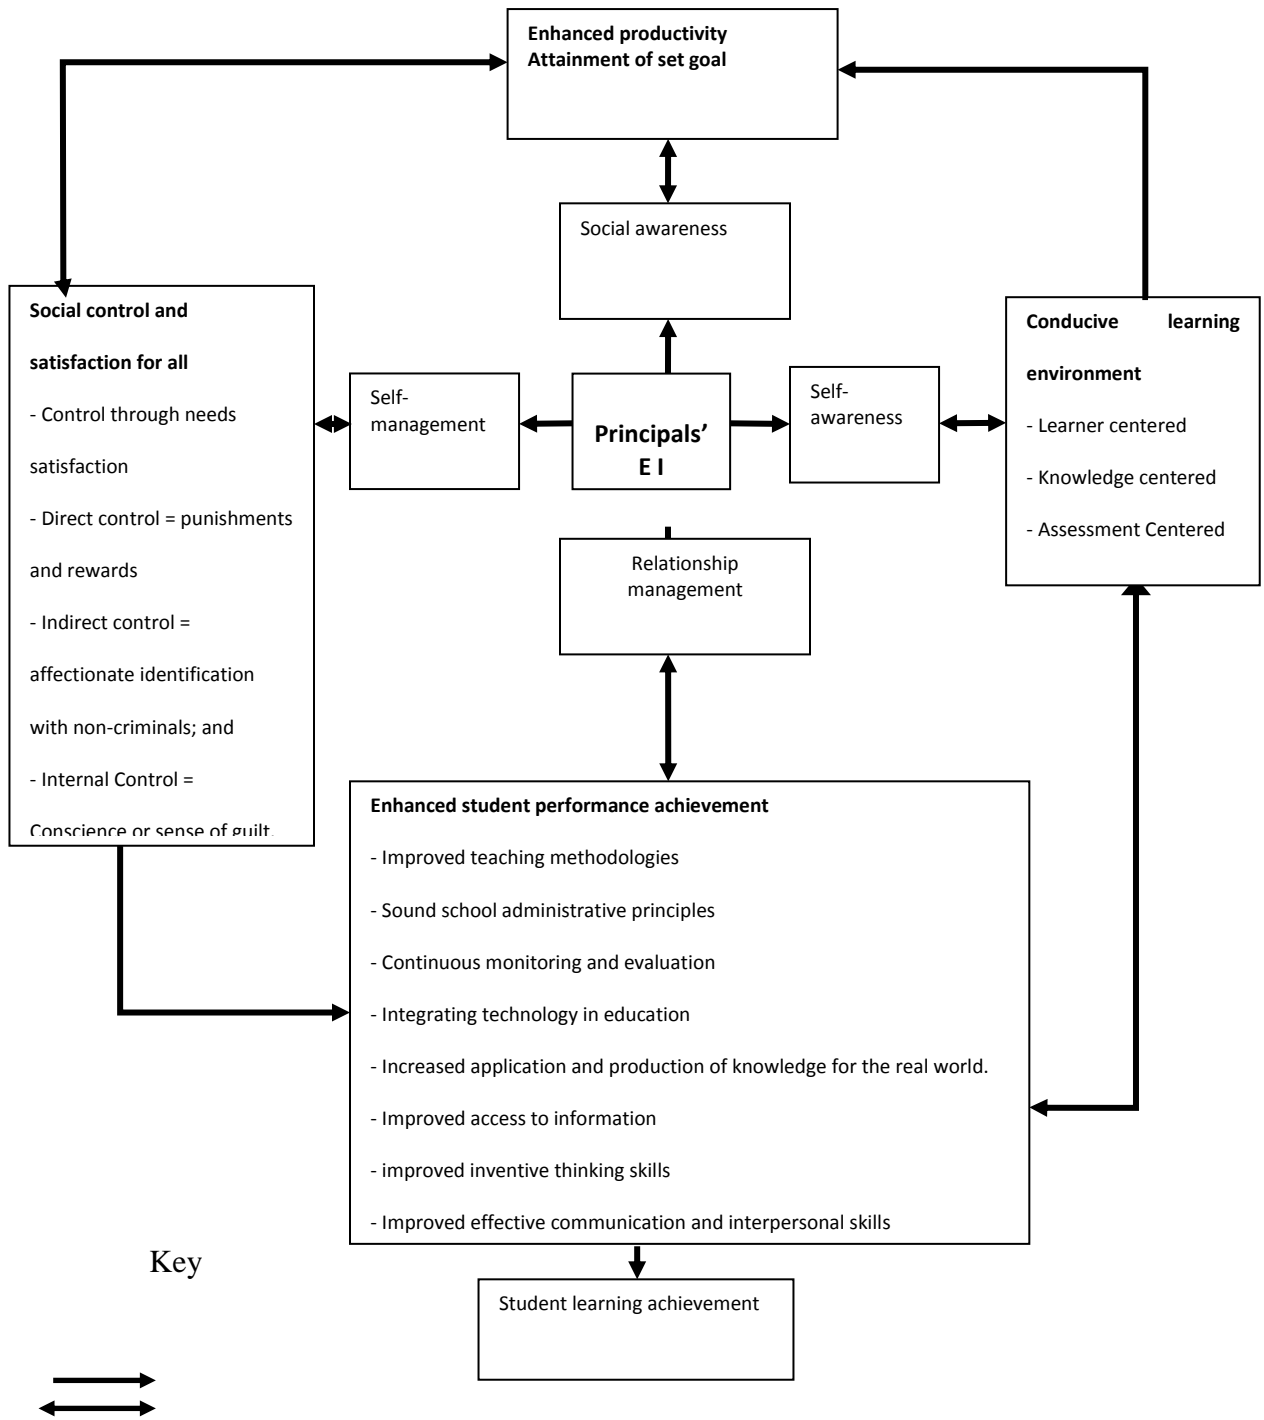 Enhanced productivity
Attainment of set goal
Social awareness
Social control and
satisfaction for all
- Control through needs
satisfaction
- Direct control = punishments
and rewards
- Indirect control =
affectionate identification
with non-criminals; and
- Internal Control =
Conscience or sense of guilt.
Self-
management
Principals’
E I
Self-
awareness
Conducive learning
environment
- Learner centered
- Knowledge centered
- Assessment Centered
Relationship
management
Enhanced student performance achievement
- Improved teaching methodologies
- Sound school administrative principles
- Continuous monitoring and evaluation
- Integrating technology in education
- Increased application and production of knowledge for the real world.
- Improved access to information
- improved inventive thinking skills
- Improved effective communication and interpersonal skills
Key
Student learning achievement